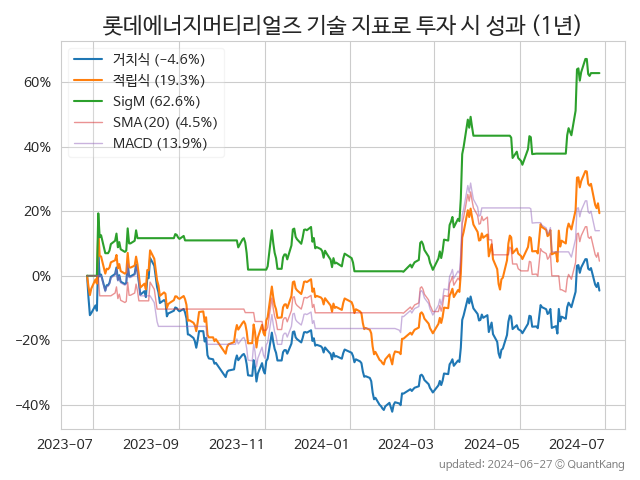 롯데에너지머티리얼즈 기술 지표로 투자 시 성과 (1년)
거치식 (−4.6%)
적립식 (19.3%)
SigM (62.6%)
SMA(20) (4.5%)
MACD (13.9%)
60%
40%
20%
0%
−20%
−40%
2023-07 2023-09 2023-11 2024-01 2024-03 2024-05 2024-07
updated: 2024-06-27 © QuantKang